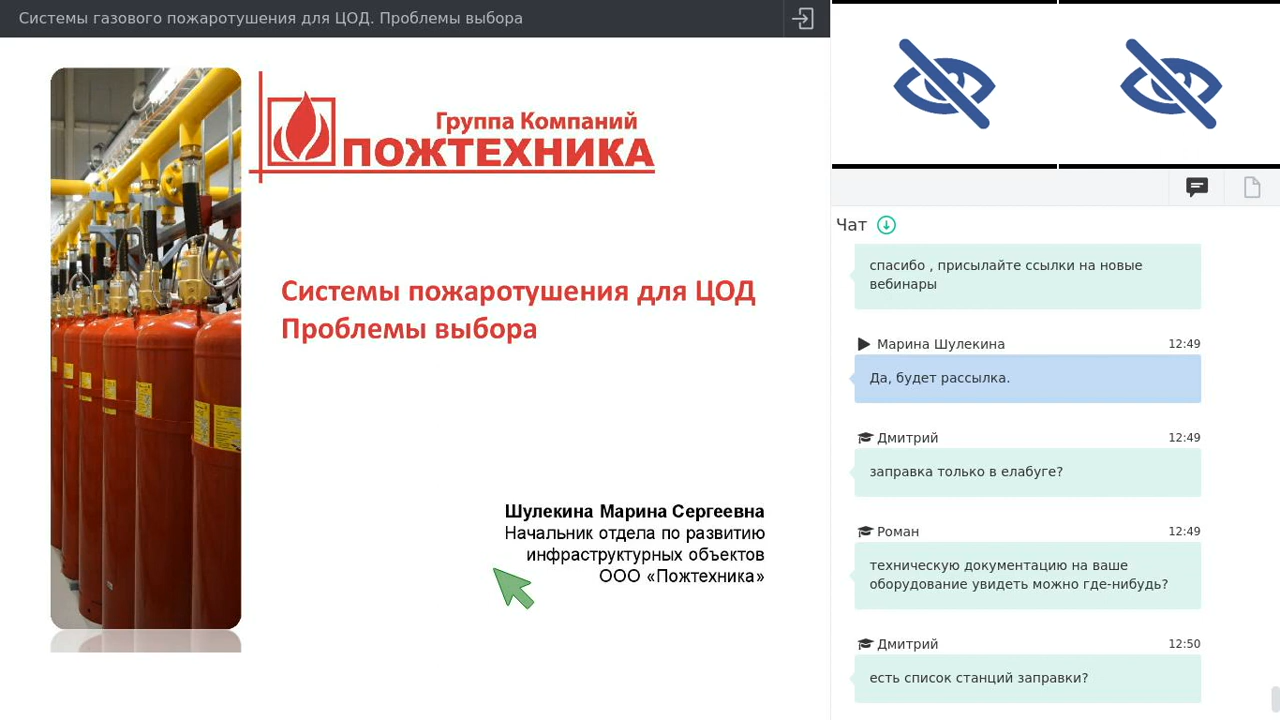 Системы газового пожаротушения для ЦОД. Проблемы выбора
Группа Компаний
ПОЖТЕХНИКА
Системы пожаротушения для ЦОД
Проблемы выбора
Шулекина Марина Сергеевна
Начальник отдела по развитию
инфраструктурных объектов
ООО «Пожтехника»
Чат
спасибо , присылайте ссылки на новые
вебинары
Марина Шулекина 12:49
Да, будет рассылка.
Дмитрий 12:49
заправка только в елабуге?
Роман 12:49
техническую документацию на ваше
оборудование увидеть можно где-нибудь?
Дмитрий 12:50
есть список станций заправки?